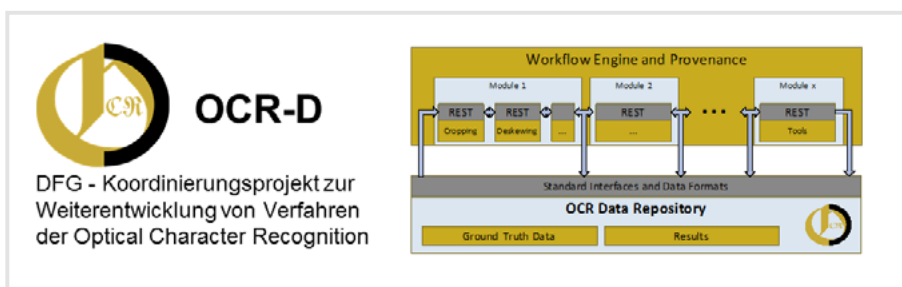 CR
OCR-D
DFG - Koordinierungsprojekt zur
Weiterentwicklung von Verfahren
der Optical Character Recognition
Workflow Engine and Provenance
Module 1
Module 2
Module x
REST
REST
...
REST
• • •
REST
Cropping
Deskewing
...
...
Tools
Standard Interfaces and Data Formats
OCR Data Repository
Ground Truth Data
Results
CR